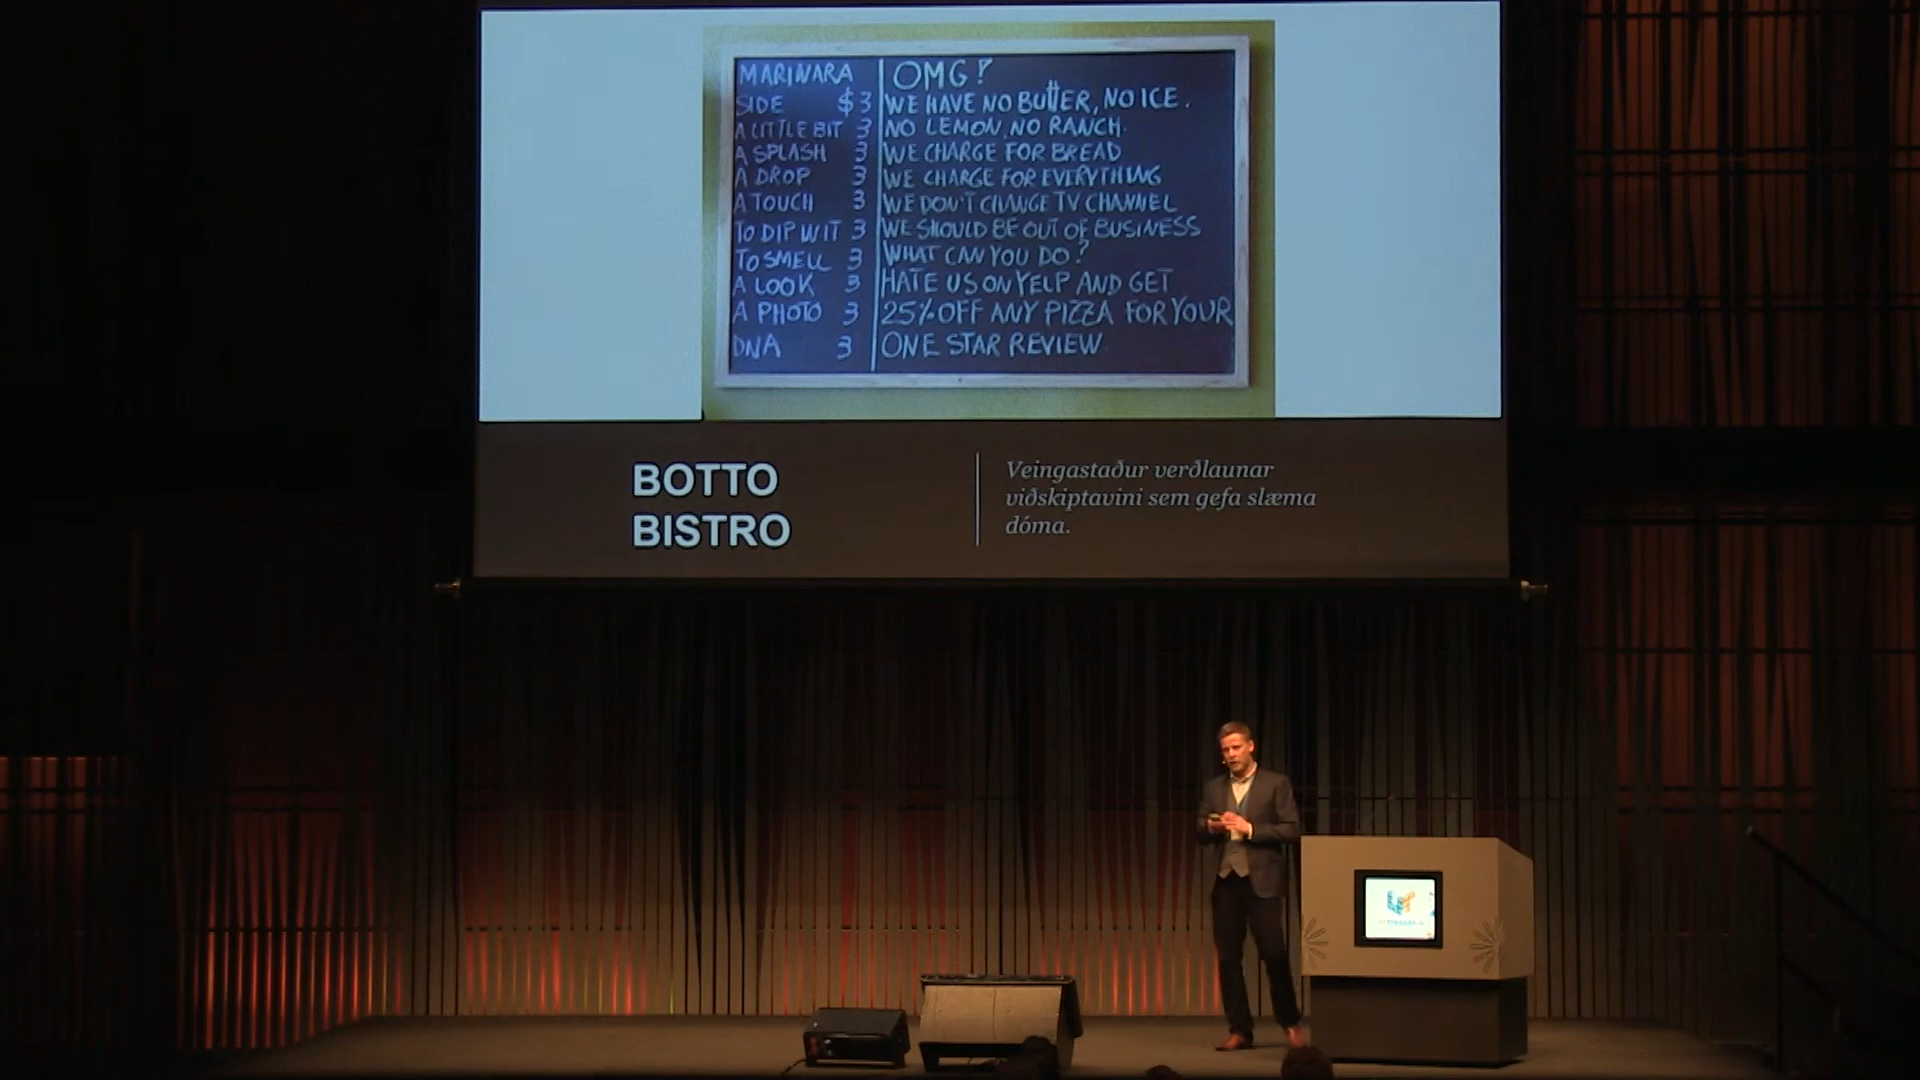 MARINARA
SIDE $3
A LITTLE BIT 3
A SPLASH 3
A DROP 3
A TOUCH 3
TO DIP WIT 3
TO SMELL 3
A LOOK 3
A PHOTO 3
DNA 3
OMG!
WE HAVE NO BUTTER, NO ICE.
NO LEMON, NO RANCH.
WE CHARGE FOR BREAD
WE CHARGE FOR EVERYTHING
WE DON'T CHANGE TV CHANNEL
WE SHOULD BE OUT OF BUSINESS
WHAT CAN YOU DO?
HATE US ON YELP AND GET
25% OFF ANY PIZZA FOR YOUR
ONE STAR REVIEW
BOTTO
BISTRO
Veingastaður verðlaunar
viðskiptavini sem gefa slæma
dóma.